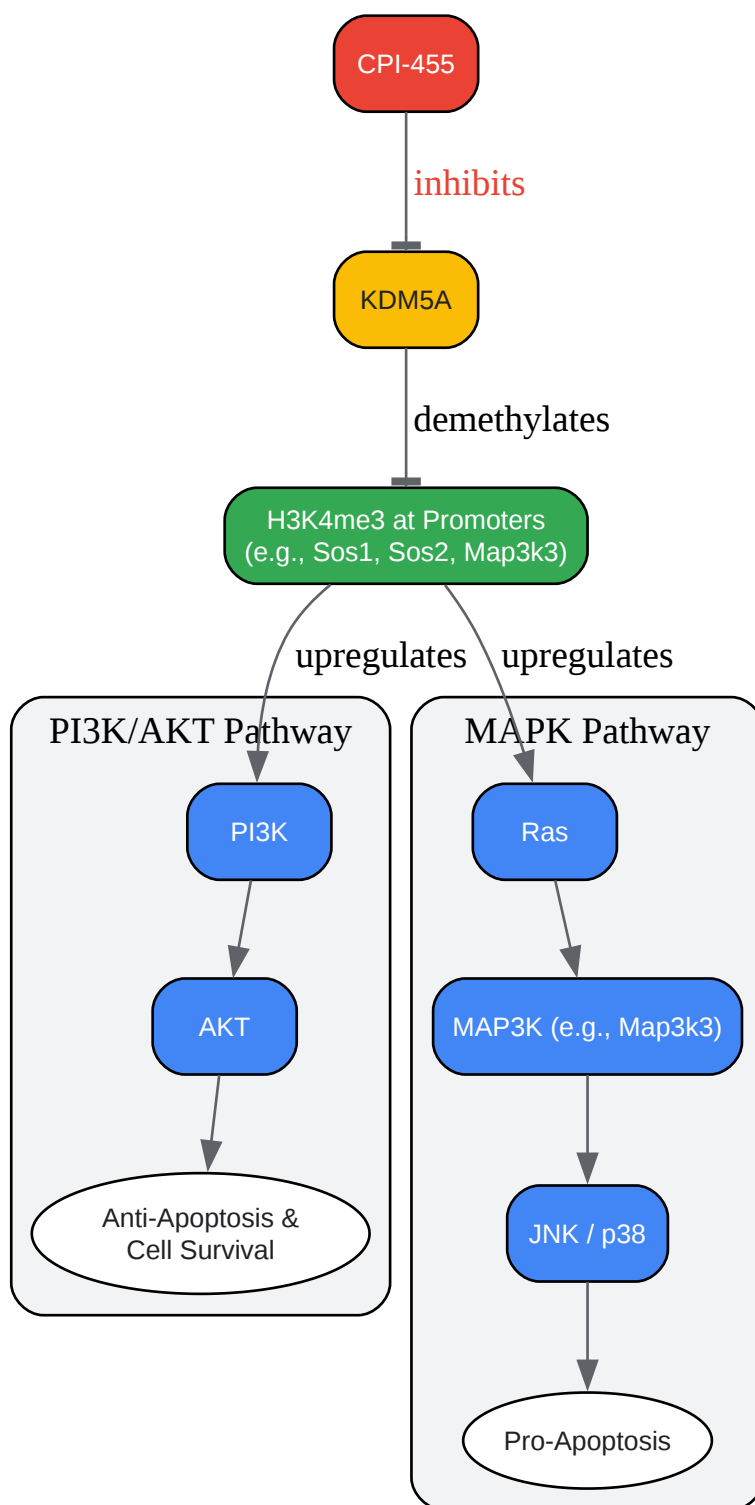 CPI-455
inhibits
KDM5A
demethylates
H3K4me3 at Promoters
(e.g., Sos1, Sos2, Map3k3)
upregulates
upregulates
PI3K/AKT Pathway
PI3K
AKT
Anti-Apoptosis &
Cell Survival
MAPK Pathway
Ras
MAP3K (e.g., Map3k3)
JNK / p38
Pro-Apoptosis